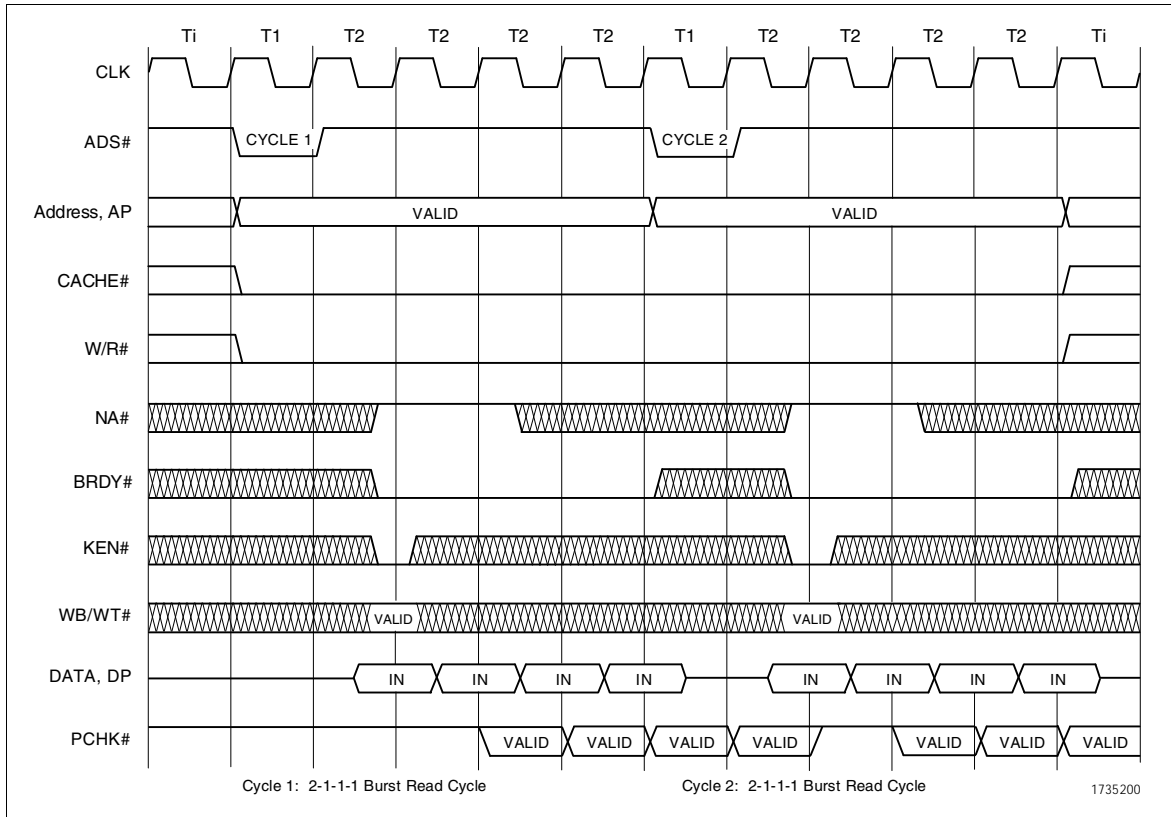 Ti T1 T2 T2 T2 T2 T1 T2 T2 T2 T2 Ti
CLK
ADS# CYCLE 1 CYCLE 2
Address, AP VALID VALID
CACHE#
W/R#
NA#
BRDY#
KEN#
WB/WT# VALID VALID
DATA, DP IN IN IN IN IN IN IN IN
PCHK# VALID VALID VALID VALID VALID VALID VALID
Cycle 1: 2-1-1-1 Burst Read Cycle Cycle 2: 2-1-1-1 Burst Read Cycle 1735200